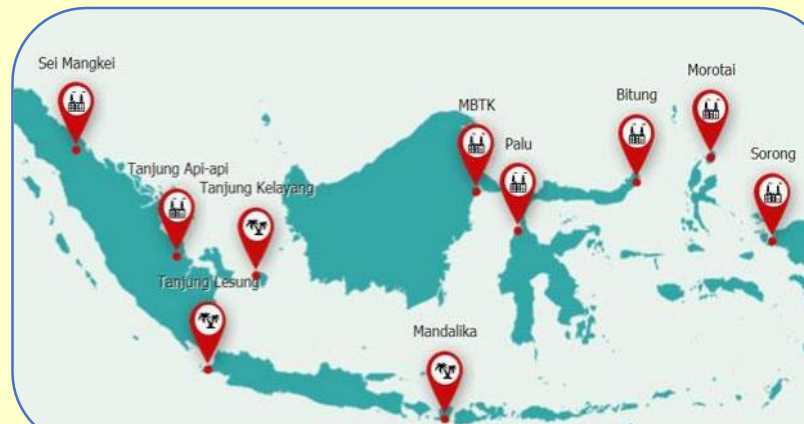 Sei Mangkei
Morotai
MBTK
Bitung
Palu
Sorong
Tanjung Api-api
Tanjung Kelayang
Tanjung Lesung
Mandalika